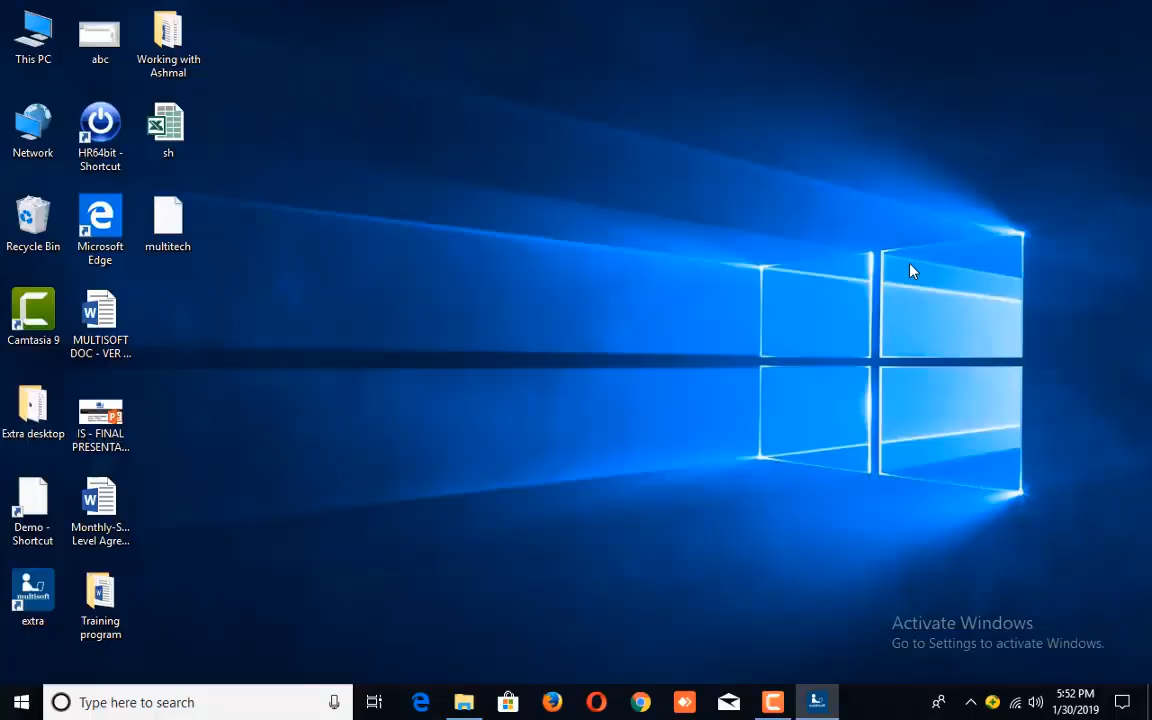 This PC
abc
Working with
Ashmal
Network
HR64bit -
Shortcut
sh
Recycle Bin
Microsoft
Edge
multitech
Camtasia 9
MULTISOFT
DOC - VER ...
Extra desktop
IS - FINAL
PRESENTA...
Demo -
Shortcut
Monthly-S...
Level Agre...
multisoft
extra
Training
program
Activate Windows
Go to Settings to activate Windows.
Type here to search
5:52 PM
1/30/2019